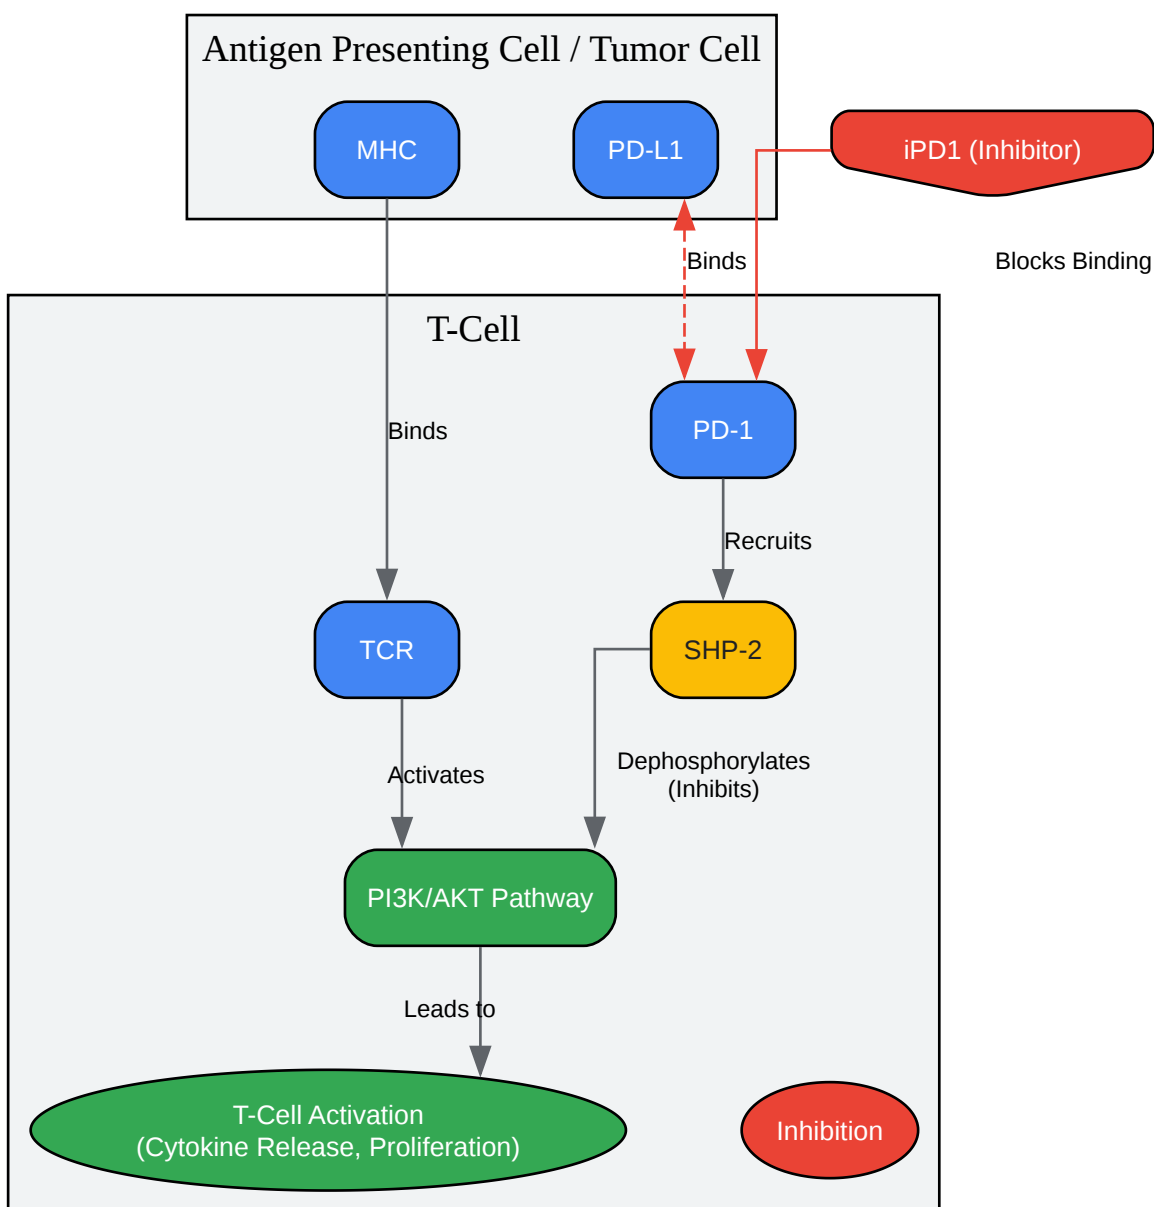 Antigen Presenting Cell / Tumor Cell
MHC
PD-L1
iPD1 (Inhibitor)
Binds
Blocks Binding
T-Cell
Binds
PD-1
Recruits
TCR
SHP-2
Activates
Dephosphorylates
(Inhibits)
PI3K/AKT Pathway
Leads to
T-Cell Activation
(Cytokine Release, Proliferation)
Inhibition